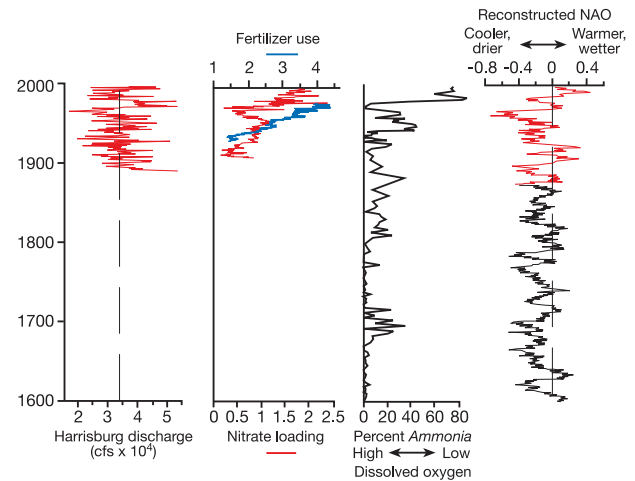 Reconstructed NAO
Cooler, drier Warmer, wetter
-0.8 -0.4 0 0.4
Fertilizer use
1 2 3 4
2000
1900
1800
1700
1600
2 3 4 5
Harrisburg discharge
(cfs x 10⁴)
0 0.5 1 1.5 2 2.5
Nitrate loading
0 20 40 60 80
Percent Ammonia
High Low
Dissolved oxygen